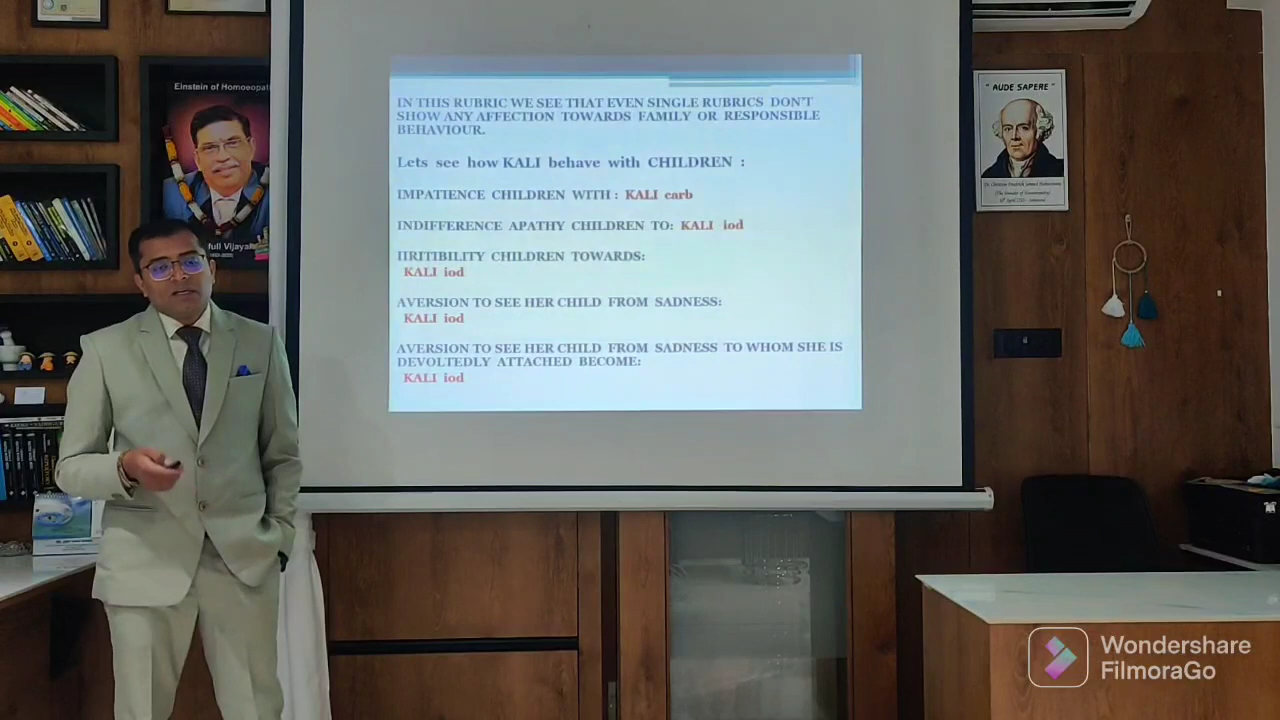 Einstein of Homoeopat
full Vijayak
IN THIS RUBRIC WE SEE THAT EVEN SINGLE RUBRICS DON'T
SHOW ANY AFFECTION TOWARDS FAMILY OR RESPONSIBLE
BEHAVIOUR.
Lets see how KALI behave with CHILDREN :
IMPATIENCE CHILDREN WITH : KALI carb
INDIFFERENCE APATHY CHILDREN TO: KALI iod
IRITIBILITY CHILDREN TOWARDS:
KALI iod
AVERSION TO SEE HER CHILD FROM SADNESS:
KALI iod
AVERSION TO SEE HER CHILD FROM SADNESS TO WHOM SHE IS
DEVOLTEDLY ATTACHED BECOME:
KALI iod
" AUDE SAPERE "
Wondershare
FilmoraGo